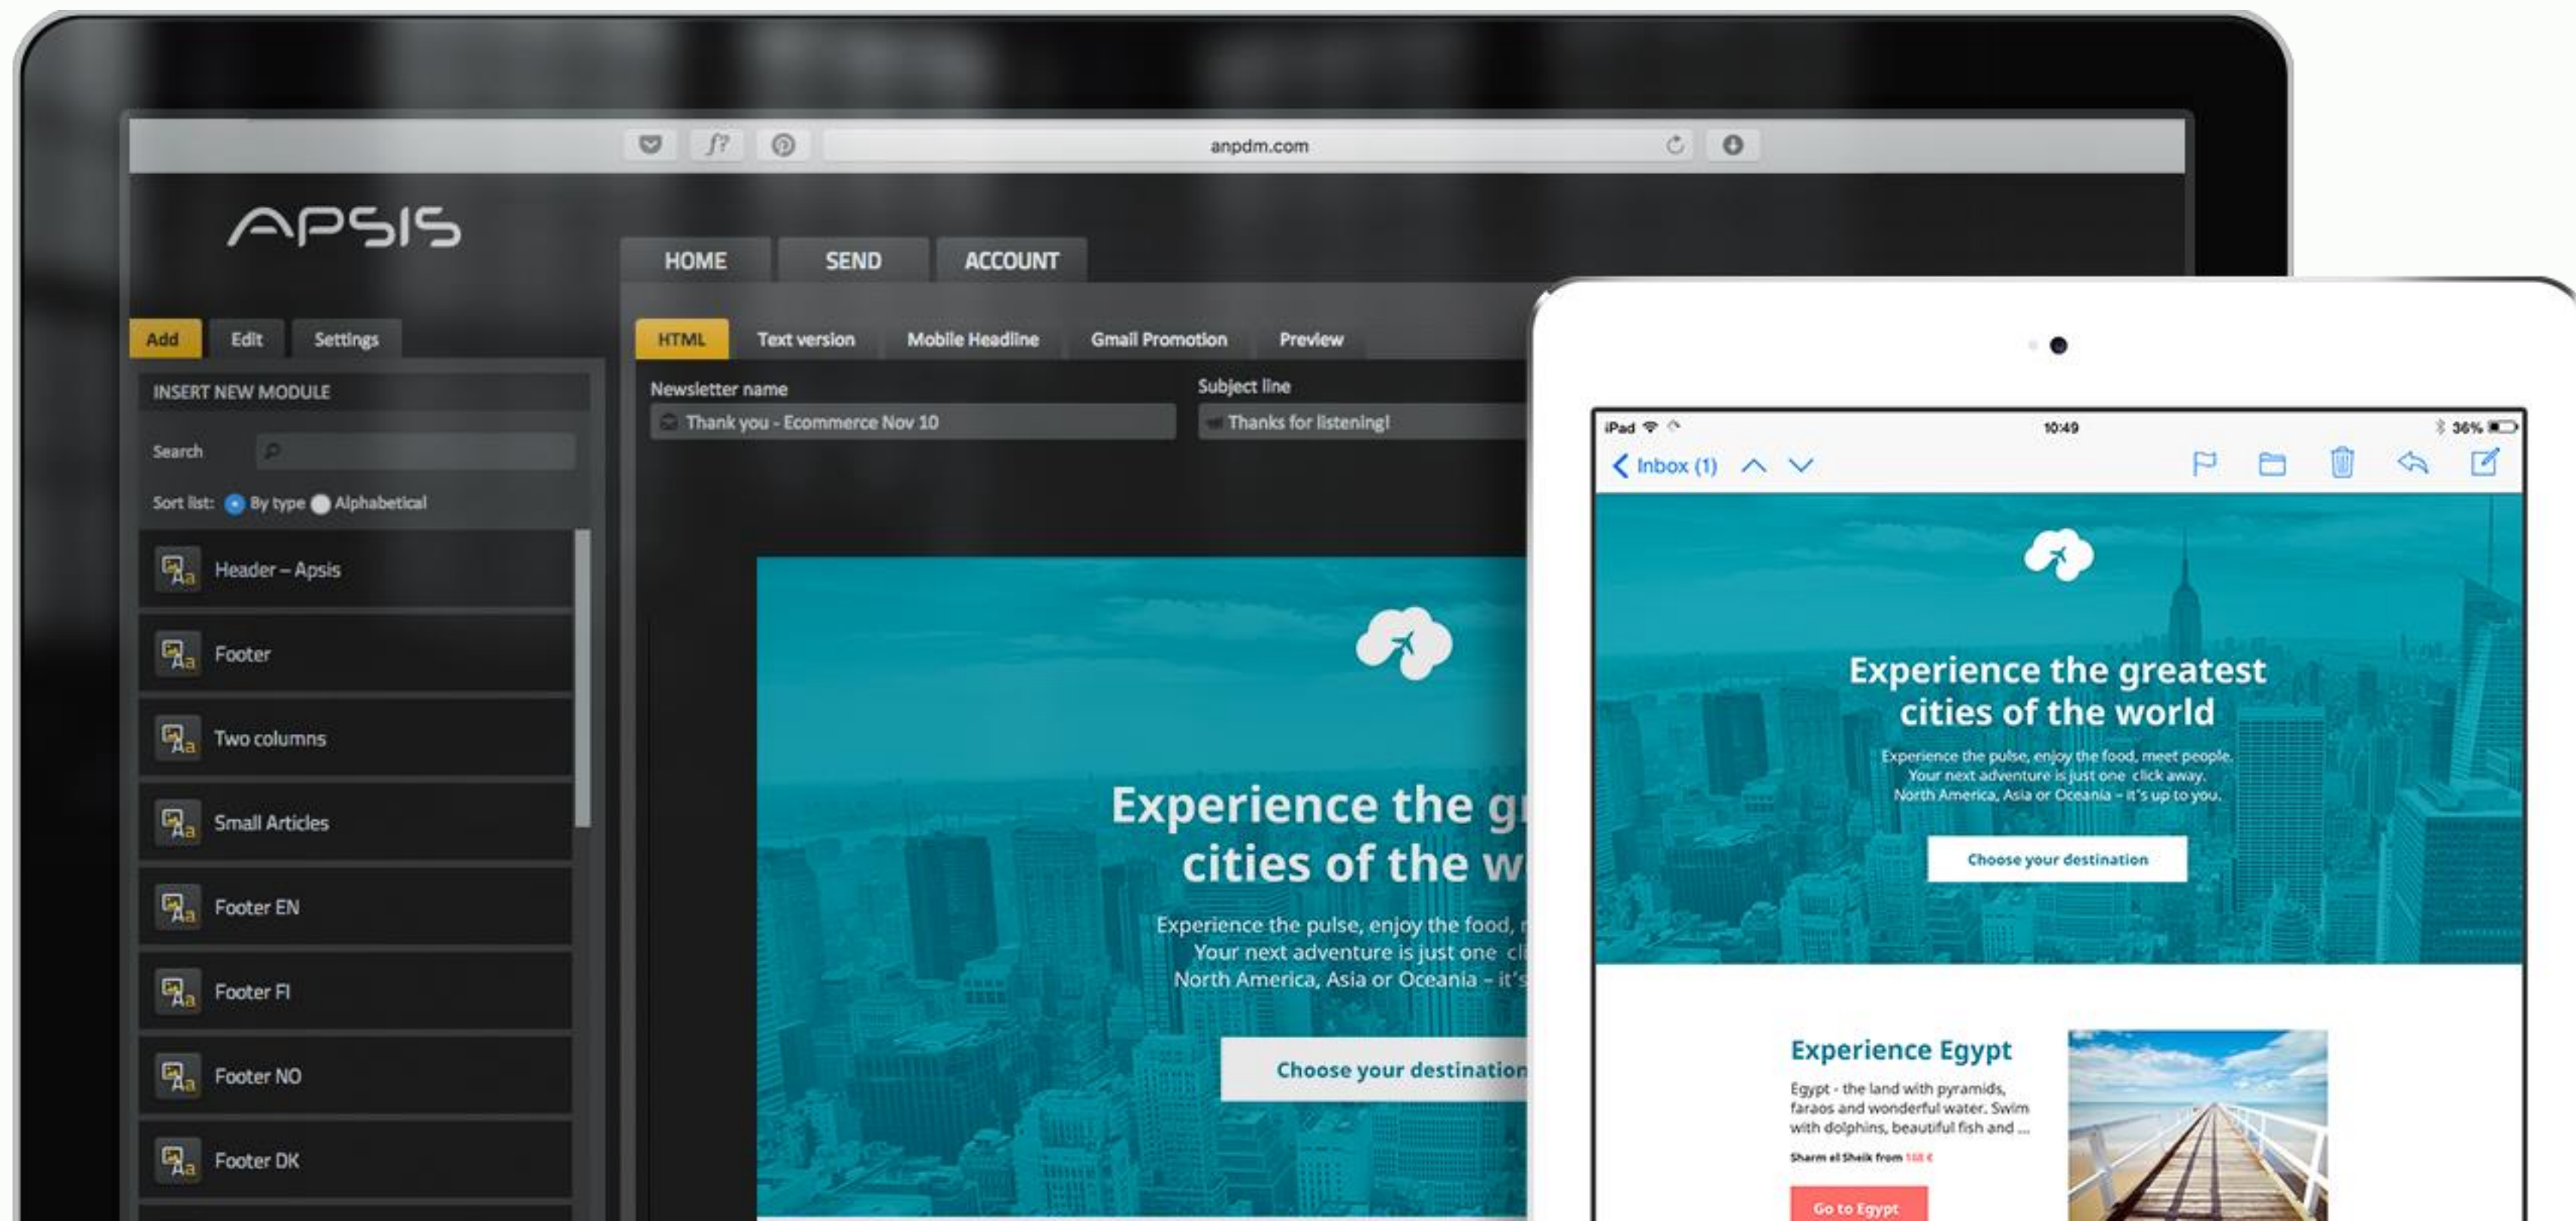 anpdm.com
APSIS
HOME
SEND
ACCOUNT
Add
Edit
Settings
HTML
Text version
Mobile Headline
Gmail Promotion
Preview
INSERT NEW MODULE
Search
Sort list:
By type
Alphabetical
Header – Apsis
Footer
Two columns
Small Articles
Footer EN
Footer FI
Footer NO
Footer DK
Newsletter name
Thank you - Ecommerce Nov 10
Subject line
Thanks for listening!
Experience the
cities of the
Experience the pulse, enjoy the food,
Your next adventure is just one
North America, Asia or Oceania – it's
Choose your destination
iPad
10:49
36%
Inbox (1)
Experience the greatest
cities of the world
Experience the pulse, enjoy the food, meet people.
Your next adventure is just one click away.
North America, Asia or Oceania – it's up to you.
Choose your destination
Experience Egypt
Egypt - the land with pyramids,
faraos and wonderful water. Swim
with dolphins, beautiful fish and ...
Sharm el Sheik from
Go to Egypt